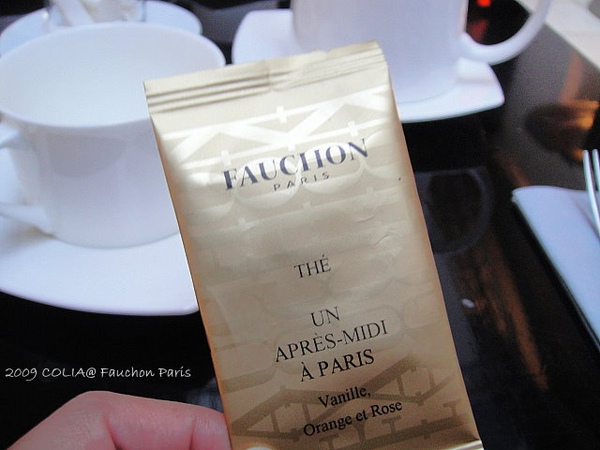 FAUCHON
PARIS
THÉ
UN
APRÈS-MIDI
À PARIS
Vanille,
Orange et Rose
2009 COLIA@ Fauchon Paris